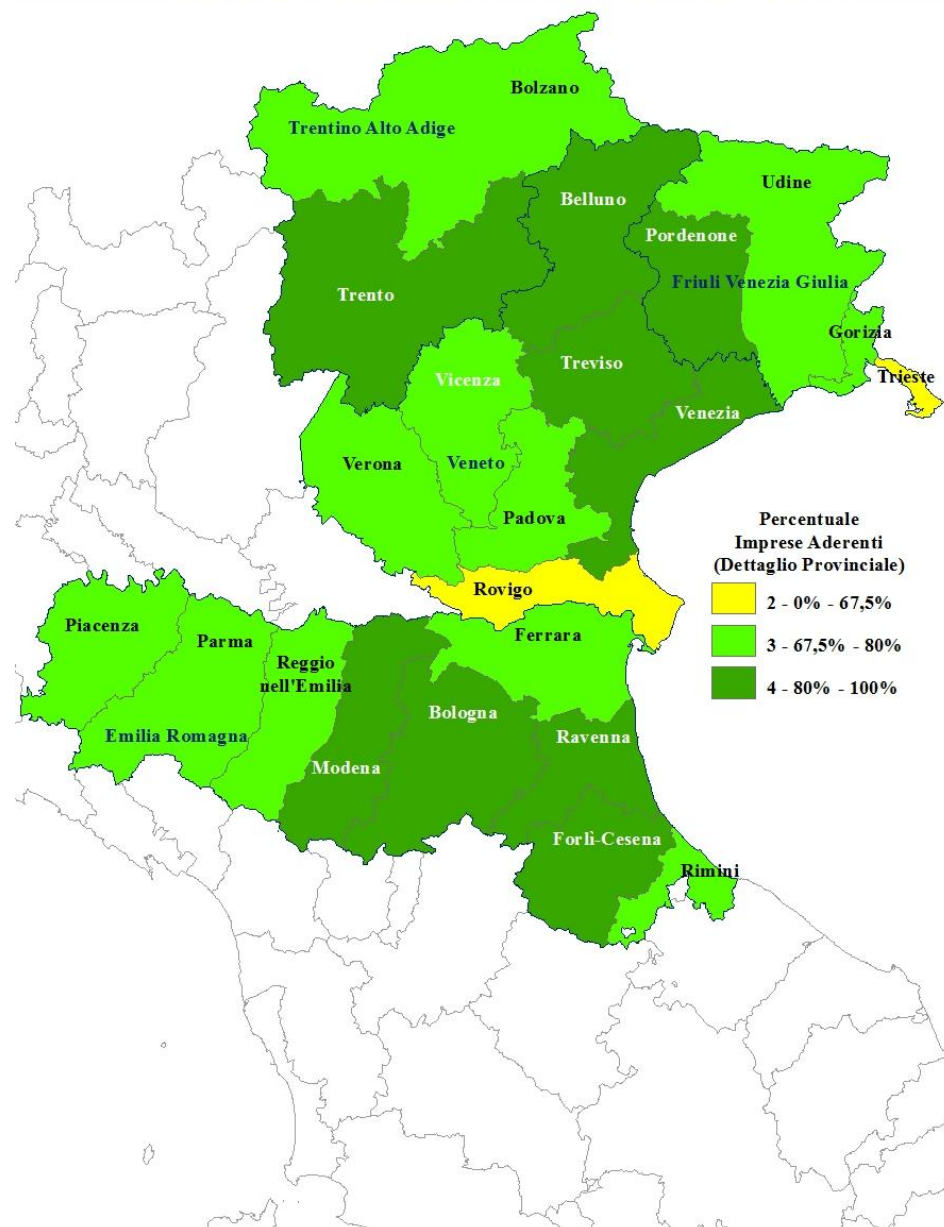 Bolzano
Trentino Alto Adige
Udine
Belluno
Pordenone
Trento
Friuli Venezia Giulia
Gorizia
Treviso
Trieste
Vicenza
Venezia
Verona
Veneto
Padova
Rovigo
Percentuale
Imprese Aderenti
(Dettaglio Provinciale)
2 - 0% - 67,5%
3 - 67,5% - 80%
4 - 80% - 100%
Piacenza
Parma
Ferrara
Reggio
nell'Emilia
Bologna
Emilia Romagna
Ravenna
Modena
Forlì-Cesena
Rimini